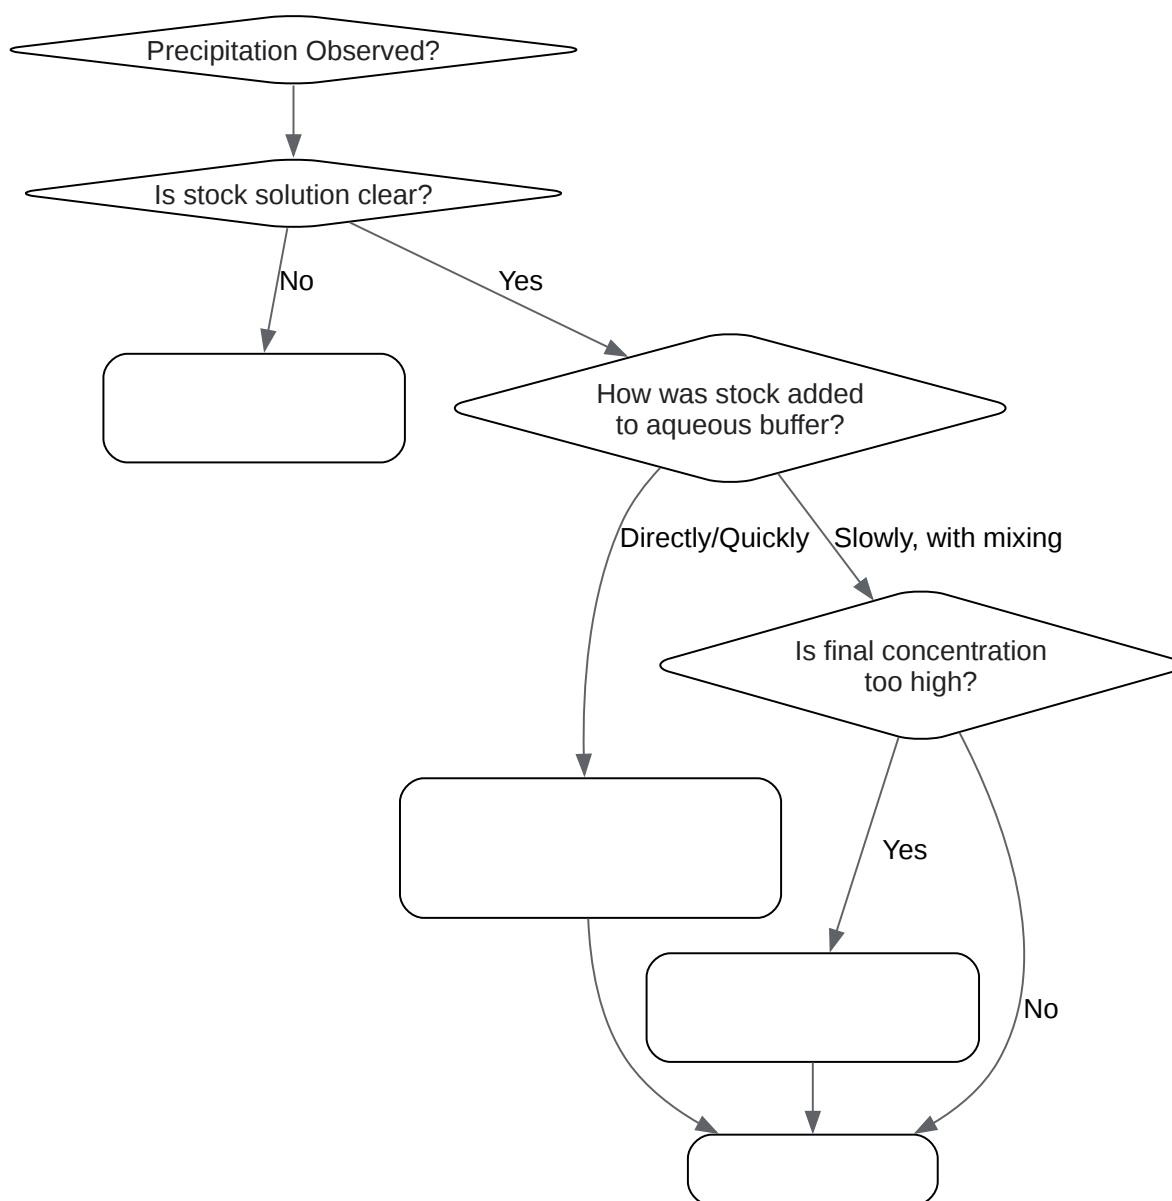 Precipitation Observed?
Is stock solution clear?
No
Yes
How was stock added
to aqueous buffer?
Directly/Quickly
Slowly, with mixing
Is final concentration
too high?
Yes
No